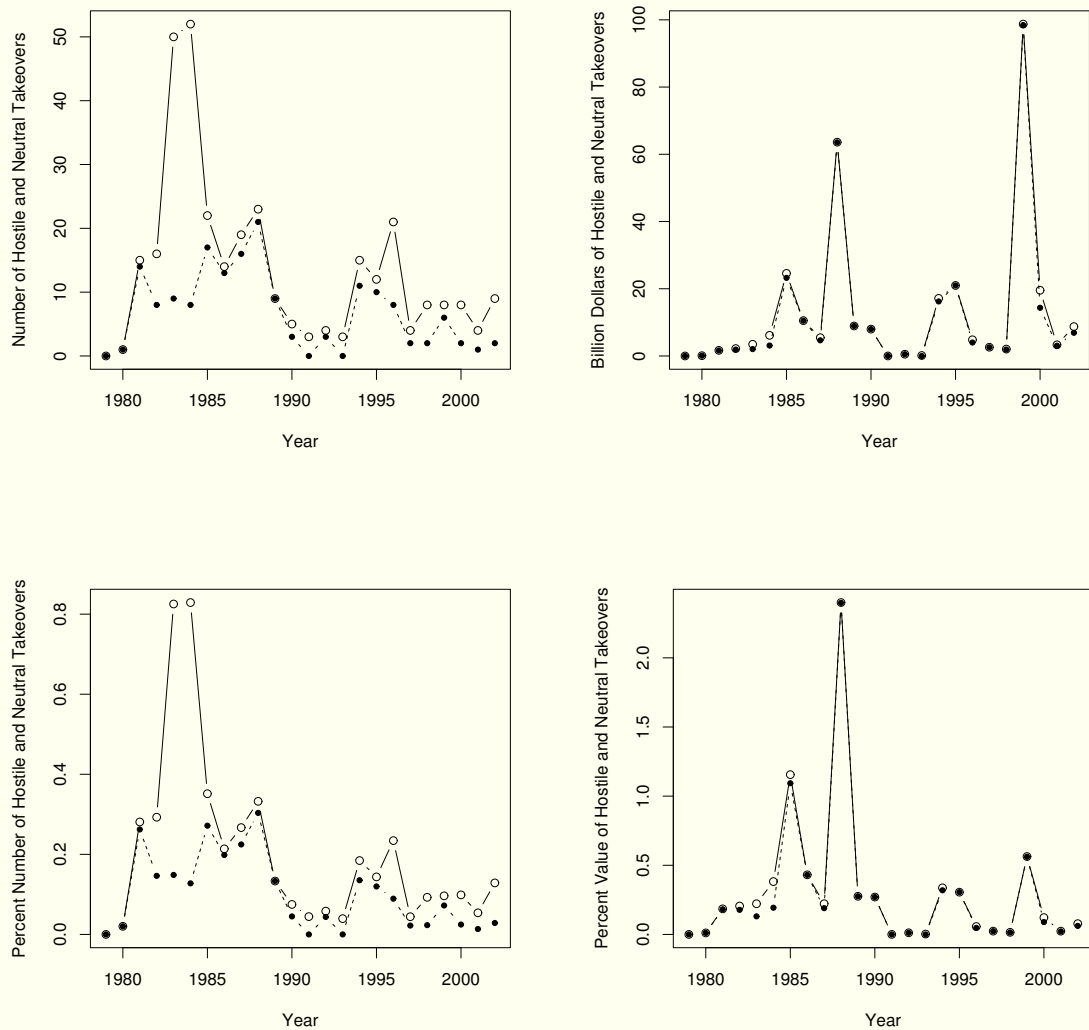 Number of Hostile and Neutral Takeovers
50
40
30
20
10
0
1980 1985 1990 1995 2000
Year
Billion Dollars of Hostile and Neutral Takeovers
100
80
60
40
20
0
1980 1985 1990 1995 2000
Year
Percent Number of Hostile and Neutral Takeovers
0.8
0.6
0.4
0.2
0.0
1980 1985 1990 1995 2000
Year
Percent Value of Hostile and Neutral Takeovers
2.0
1.5
1.0
0.5
0.0
1980 1985 1990 1995 2000
Year